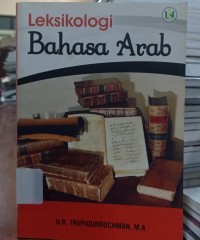 Leksikologi
Bahasa Arab
H.R. TAUFIQURROCHMAN, M.A